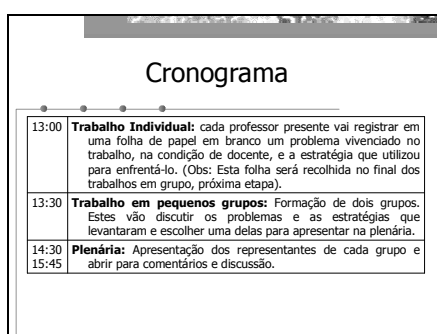 Cronograma
13:00 Trabalho Individual: cada professor presente vai registrar em
uma folha de papel em branco um problema vivenciado no
trabalho, na condição de docente, e a estratégia que utilizou
para enfrentá-lo. (Obs: Esta folha será recolhida no final dos
trabalhos em grupo, próxima etapa).
13:30 Trabalho em pequenos grupos: Formação de dois grupos.
Estes vão discutir os problemas e as estratégias que
levantaram e escolher uma delas para apresentar na plenária.
14:30 Plenária: Apresentação dos representantes de cada grupo e
15:45 abrir para comentários e discussão.